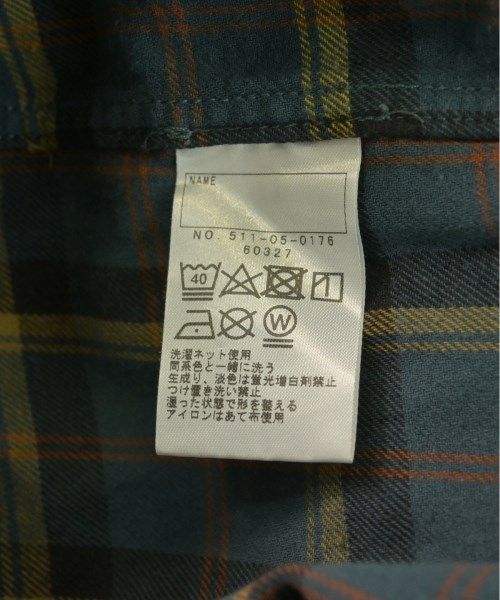 NAME
NO. 511-05-0176
60327
40
W
洗濯ネット使用
同系色と一緒に洗う
生成り、淡色は蛍光増白剤禁止
つけ置き洗い禁止
湿った状態で形を整える
アイロンはあて布使用